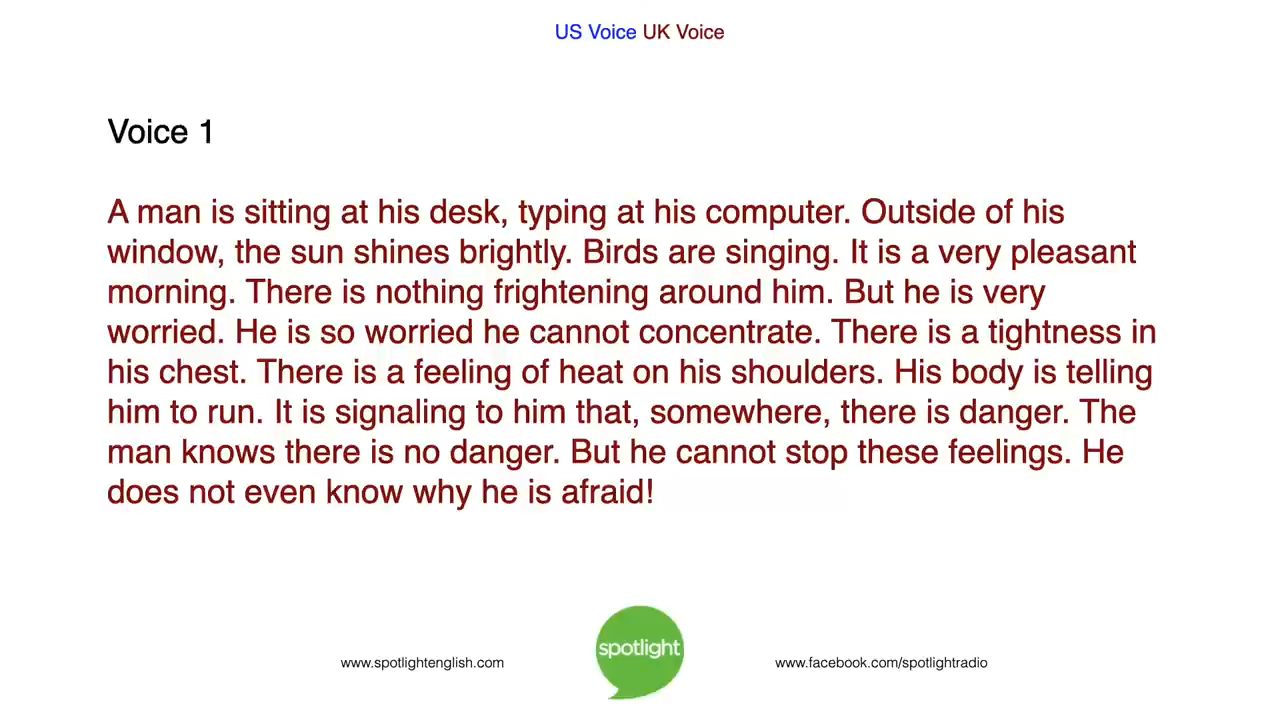 US Voice UK Voice
Voice 1
A man is sitting at his desk, typing at his computer. Outside of his
window, the sun shines brightly. Birds are singing. It is a very pleasant
morning. There is nothing frightening around him. But he is very
worried. He is so worried he cannot concentrate. There is a tightness in
his chest. There is a feeling of heat on his shoulders. His body is telling
him to run. It is signaling to him that, somewhere, there is danger. The
man knows there is no danger. But he cannot stop these feelings. He
does not even know why he is afraid!
www.spotlightenglish.com
spotlight
www.facebook.com/spotlightradio